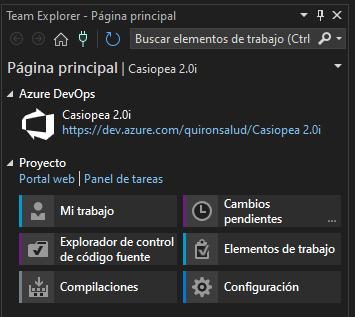 Team Explorer - Página principal
Buscar elementos de trabajo (Ctrl
Página principal | Casiopea 2.0i
Azure DevOps
Casiopea 2.0i
https://dev.azure.com/quironsalud/Casiopea 2.0i
Proyecto
Portal web | Panel de tareas
Mi trabajo
Cambios
pendientes ...
Explorador de control
de código fuente
Elementos de trabajo
Compilaciones
Configuración